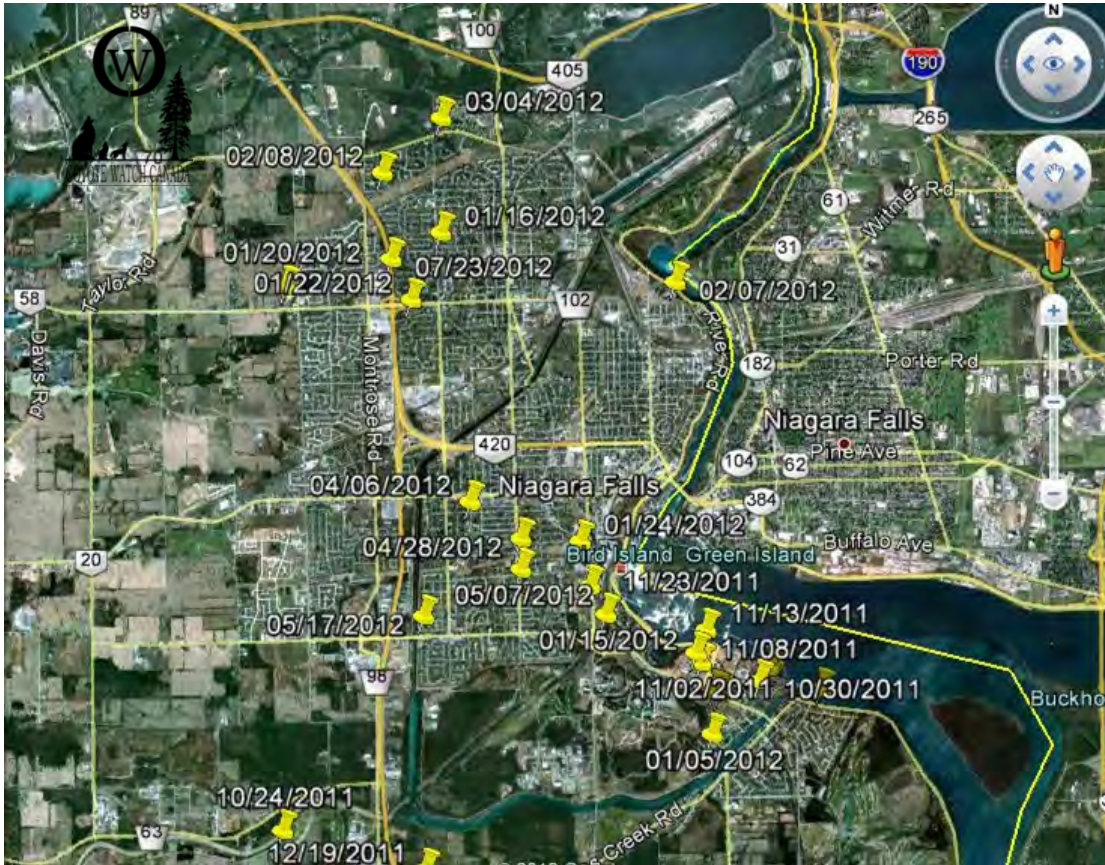 89
100
405
190
N
OW
265
03/04/2012
02/08/2012
COYOTE WATCH CANADA
01/16/2012
61
Witmer Rd
31
01/20/2012
07/23/2012
01/22/2012
02/07/2012
Taylo Rd
58
102
Davis Rd
Montrose Rd
River Rd
182
Porter Rd
Niagara Falls
Pine Ave
420
104
62
384
04/06/2012
Niagara Falls
01/24/2012
Buffalo Ave
04/28/2012
Bird Island Green Island
20
11/23/2011
05/07/2012
11/13/2011
05/17/2012
01/15/2012
11/08/2011
98
11/02/2011
10/30/2011
Buckho
01/05/2012
10/24/2011
63
Creek Rd
12/19/2011